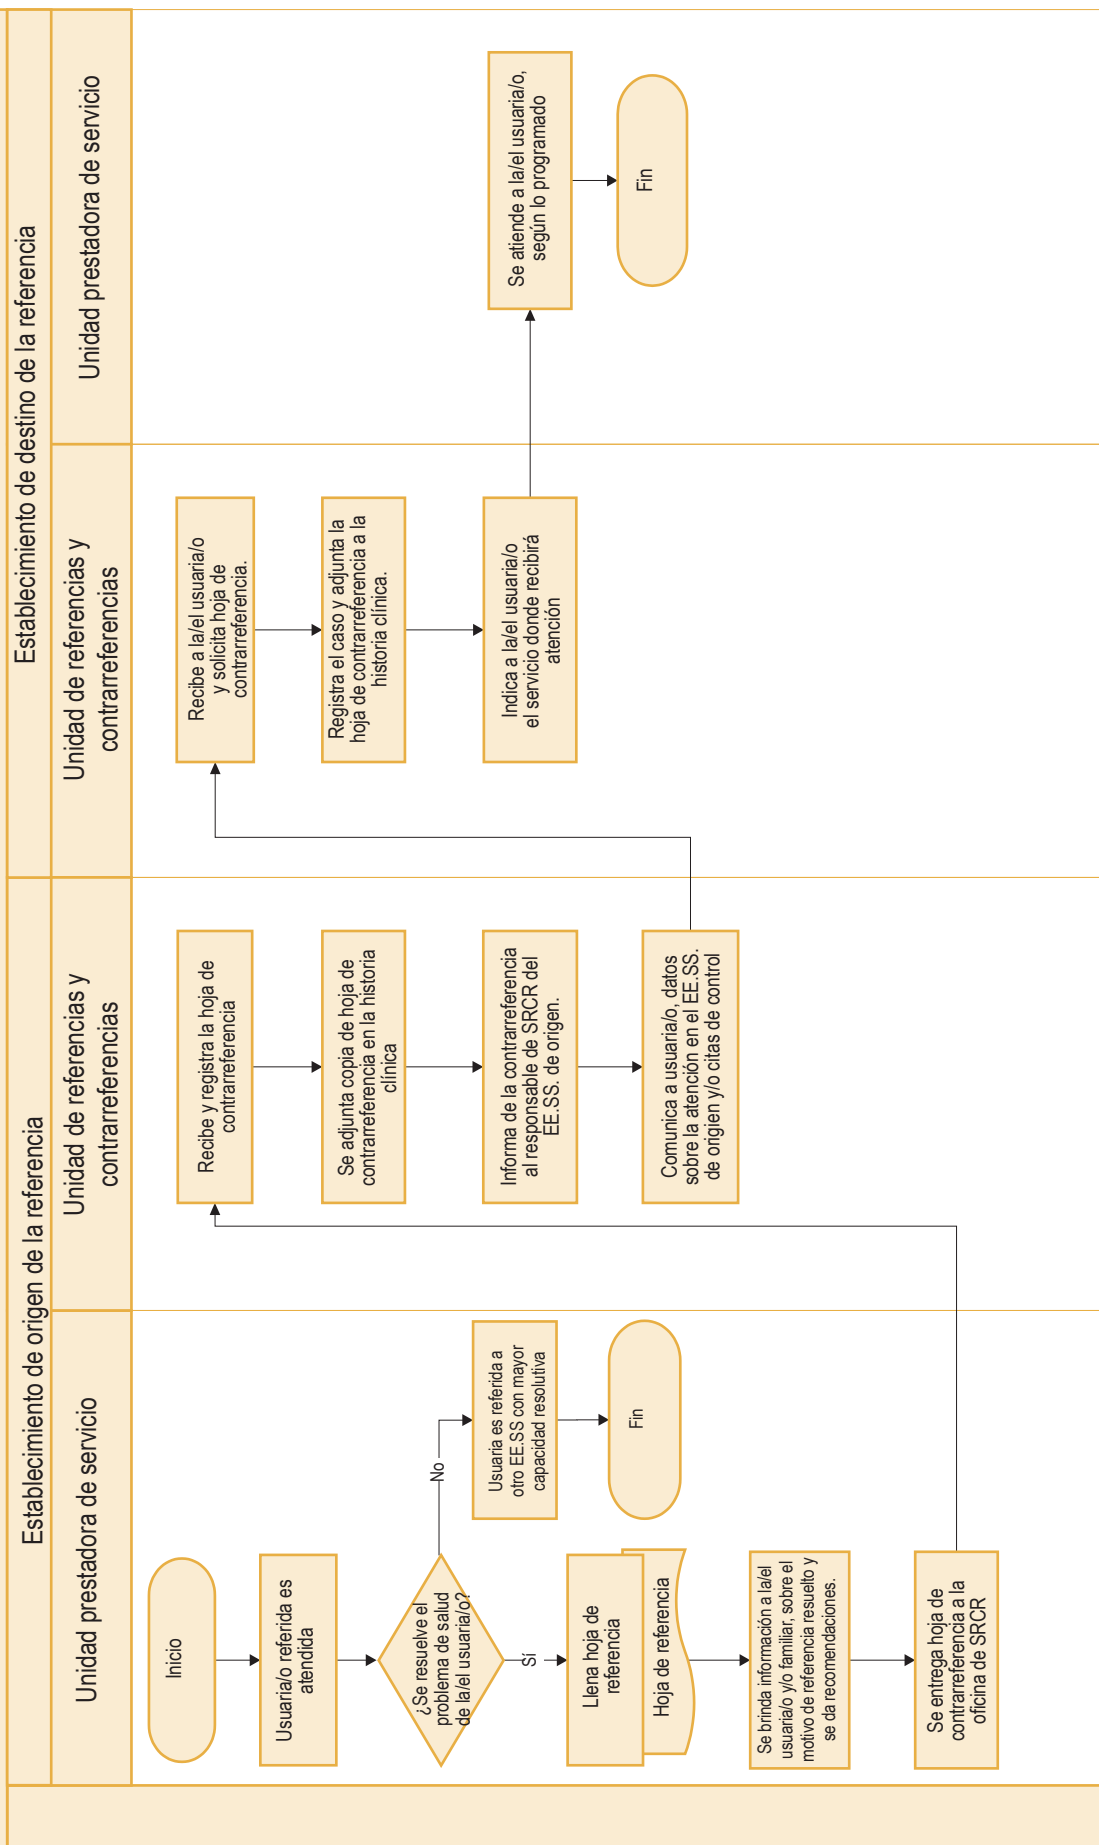 Establecimiento de origen de la referencia
Establecimiento de destino de la referencia
Unidad prestadora de servicio
Unidad de referencias y
contrarreferencias
Unidad de referencias y
contrarreferencias
Unidad prestadora de servicio
Inicio
Usuaria/o referida es
atendida
¿Se resuelve el
problema de salud
de la/el usuaria/o?
No
Usuaria es referida a
otro EE.SS con mayor
capacidad resolutiva
Fin
Sí
Llena hoja de
referencia
Hoja de referencia
Se brinda información a la/el
usuaria/o y/o familiar, sobre el
motivo de referencia resuelto y
se da recomendaciones.
Se entrega hoja de
contrarreferencia a la
oficina de SRCR
Recibe y registra la hoja de
contrarreferencia
Se adjunta copia de hoja de
contrarreferencia en la historia
clínica
Informa de la contrarreferencia
al responsable de SRCR del
EE.SS. de origen.
Comunica a usuaria/o, datos
sobre la atención en el EE.SS.
de origien y/o citas de control
Recibe a la/el usuaria/o
y solicita hoja de
contrarreferencia.
Registra el caso y adjunta la
hoja de contrarreferencia a la
historia clínica.
Indica a la/el usuaria/o
el servicio donde recibirá
atención
Se atiende a la/el usuaria/o,
según lo programado
Fin